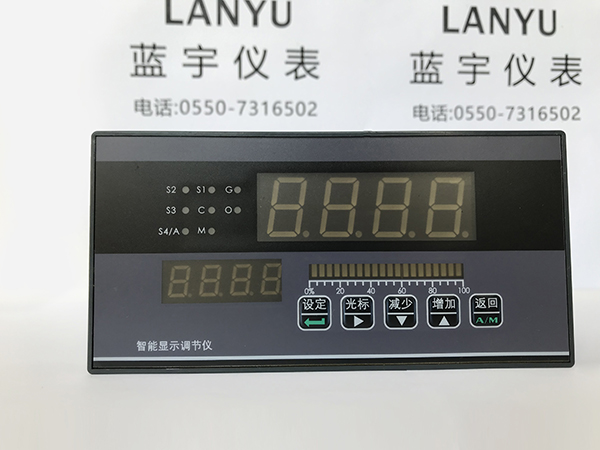 LANYU LANYU
蓝宇仪表 蓝宇仪表
电话:0550-7316502 电话:0550-7316502
S2 S1 G
S3 C O
S4/A M
0% 20 40 60 80 100
设定 光标 减少 增加 返回
A/M
智能显示调节仪